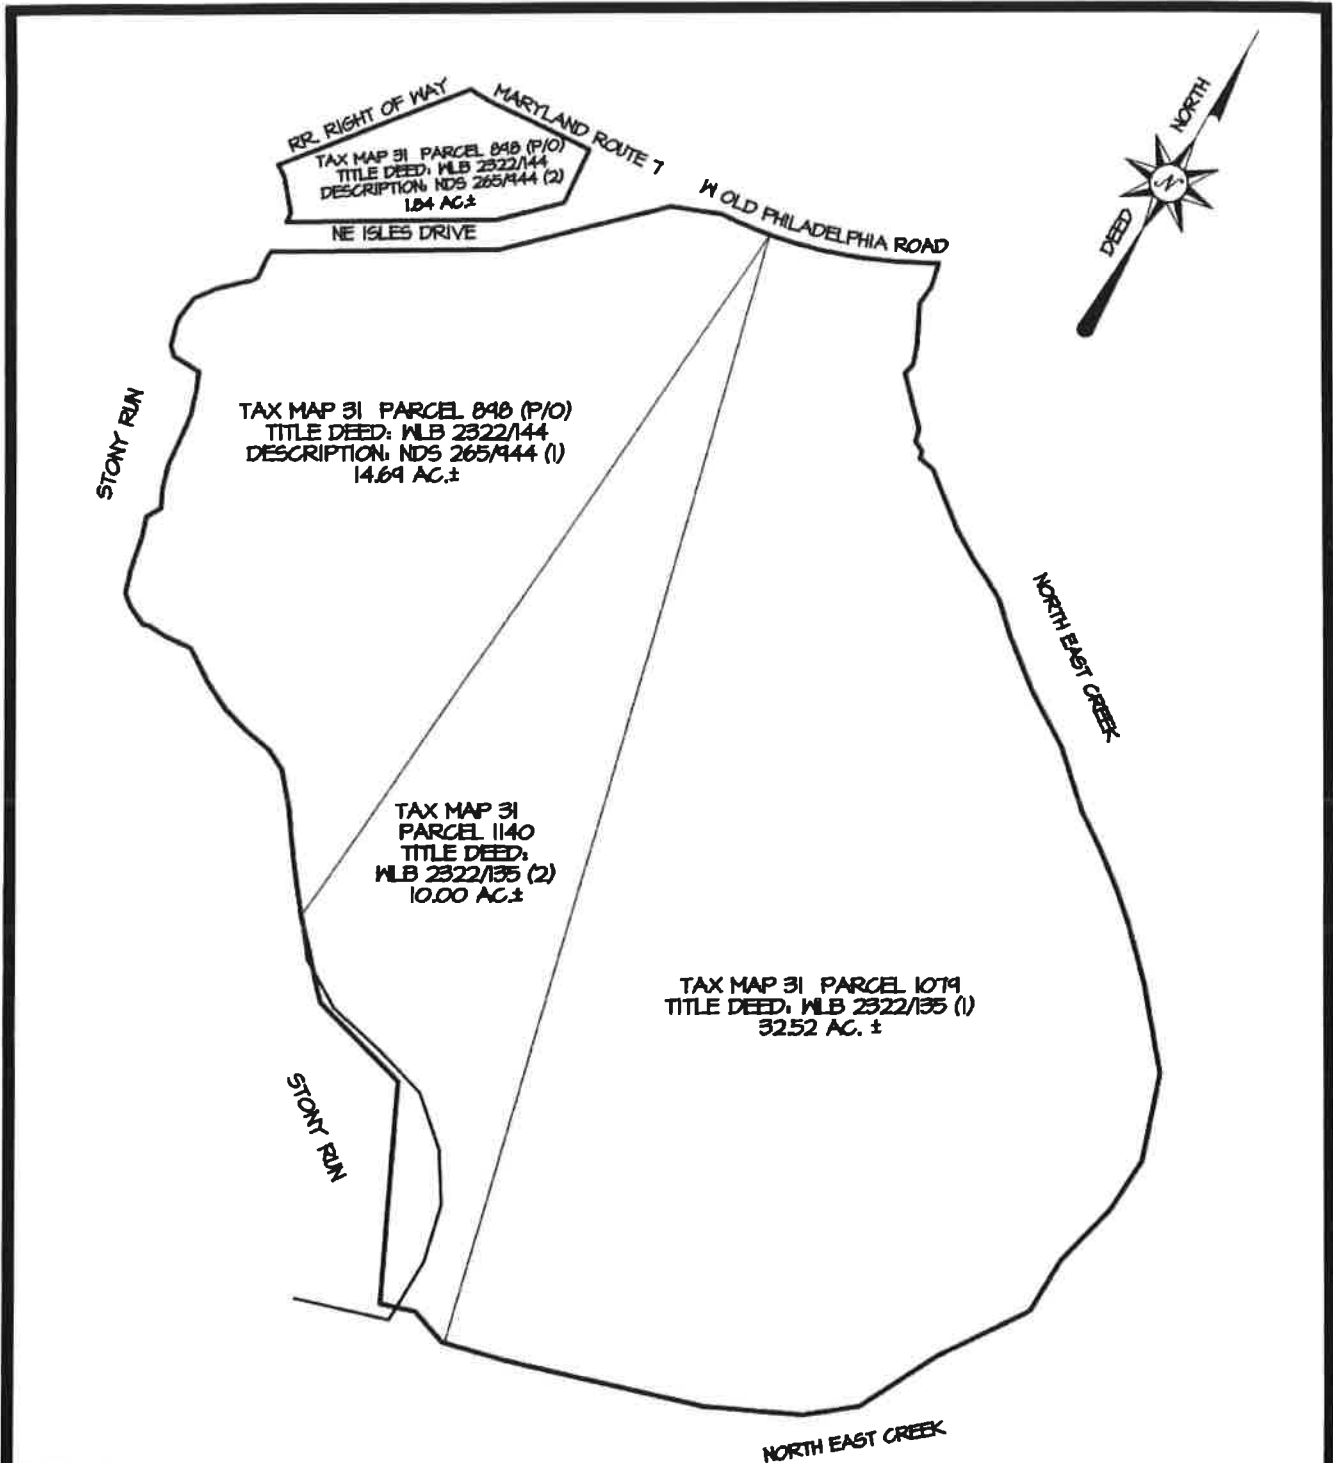 RR. RIGHT OF WAY
MARYLAND ROUTE 7
TAX MAP 31 PARCEL 898 (P/O)
TITLE DEED: WLB 2322/144
DESCRIPTION: NDS 265/944 (2)
1.84 AC.±
NE ISLES DRIVE
W OLD PHILADELPHIA ROAD
DEED NORTH
N
TAX MAP 31 PARCEL 898 (P/O)
TITLE DEED: WLB 2322/144
DESCRIPTION: NDS 265/944 (1)
14.69 AC.±
STONY RUN
NORTH EAST CREEK
TAX MAP 31
PARCEL 1140
TITLE DEED:
WLB 2322/135 (2)
10.00 AC.±
TAX MAP 31 PARCEL 1079
TITLE DEED: WLB 2322/135 (1)
32.52 AC. ±
STONY RUN
NORTH EAST CREEK